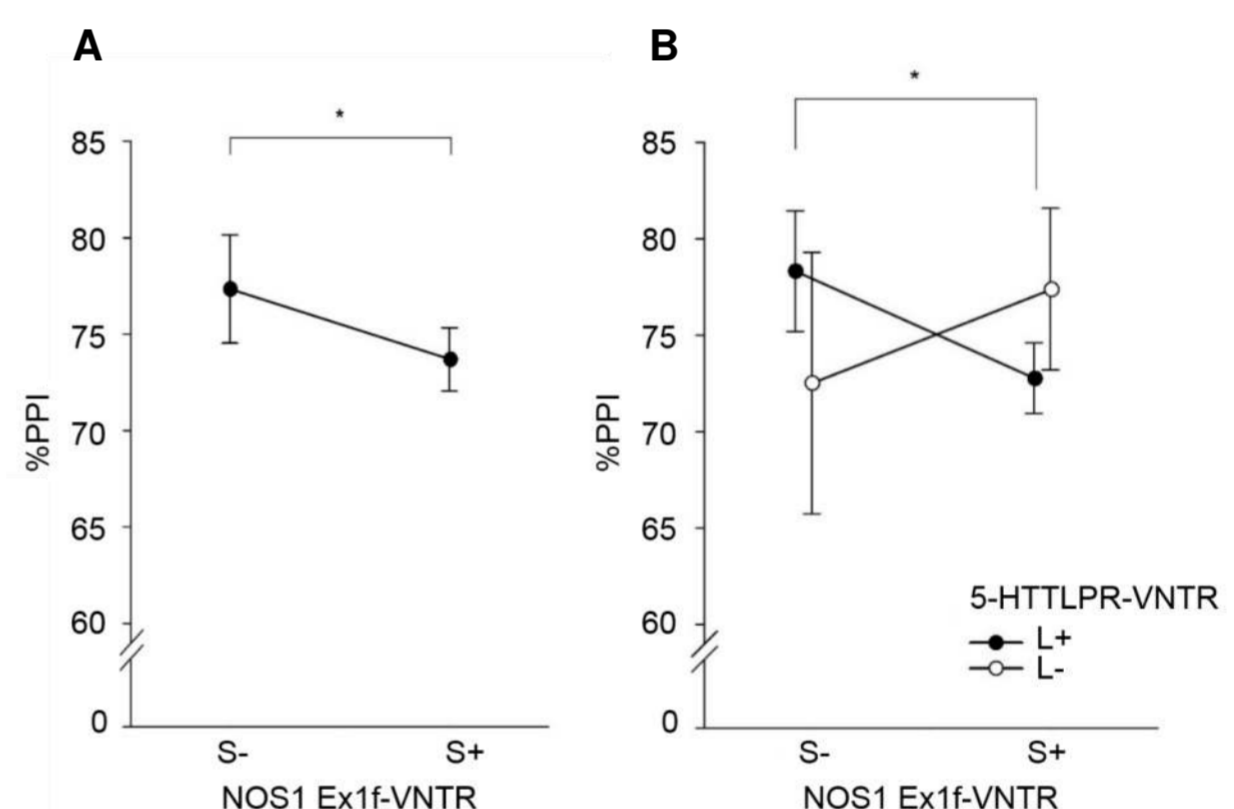 A
*
85
80
75
70
65
60
0
%PPI
S- S+
NOS1 Ex1f-VNTR
B
*
85
80
75
70
65
60
0
%PPI
5-HTTLPR-VNTR
L+
L-
S- S+
NOS1 Ex1f-VNTR